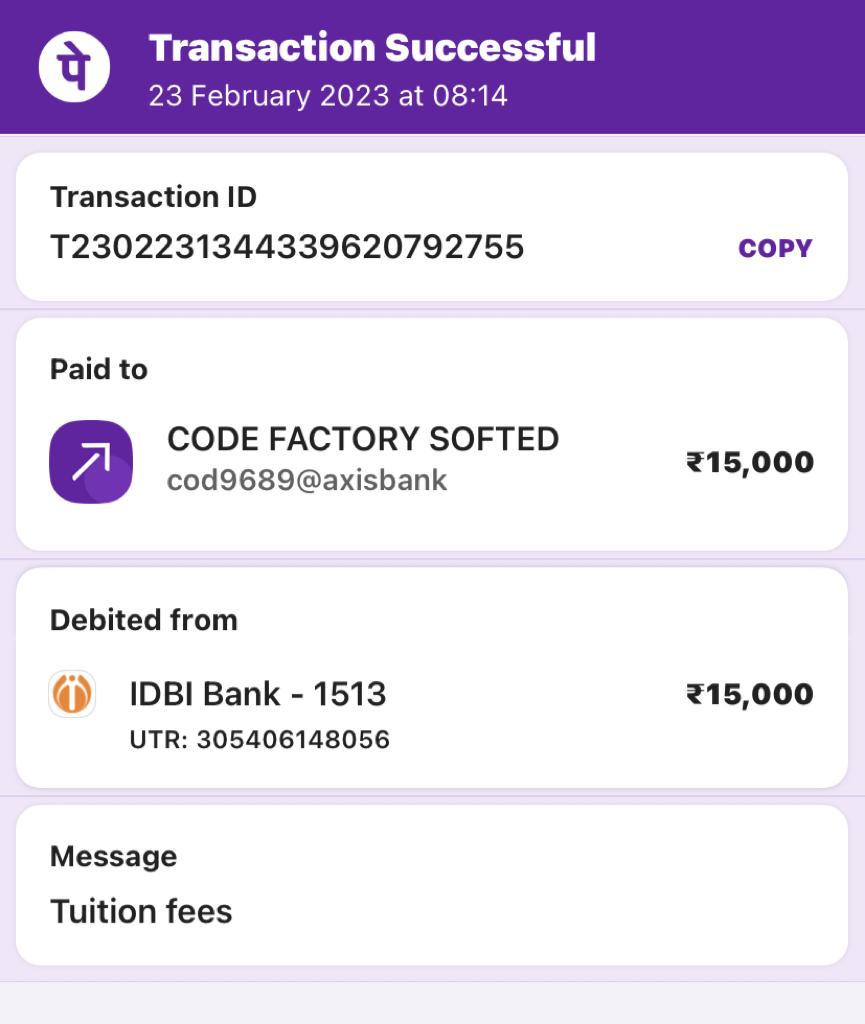 पे
Transaction Successful
23 February 2023 at 08:14
Transaction ID
T2302231344339620792755
COPY
Paid to
CODE FACTORY SOFTED
cod9689@axisbank
₹15,000
Debited from
IDBI Bank - 1513
₹15,000
UTR: 305406148056
Message
Tuition fees